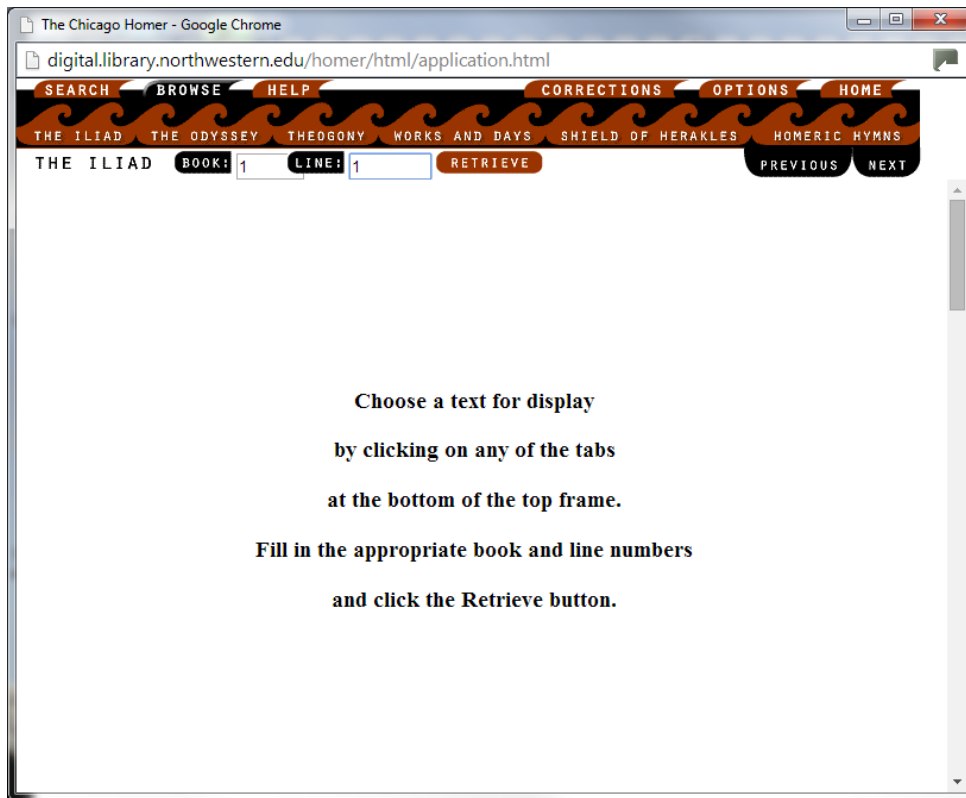 The Chicago Homer - Google Chrome
digital.library.northwestern.edu/homer/html/application.html
SEARCH BROWSE HELP CORRECTIONS OPTIONS HOME
THE ILIAD THE ODYSSEY THEOGONY WORKS AND DAYS SHIELD OF HERAKLES HOMERIC HYMNS
THE ILIAD BOOK: 1 LINE: 1 RETRIEVE PREVIOUS NEXT
Choose a text for display
by clicking on any of the tabs
at the bottom of the top frame.
Fill in the appropriate book and line numbers
and click the Retrieve button.